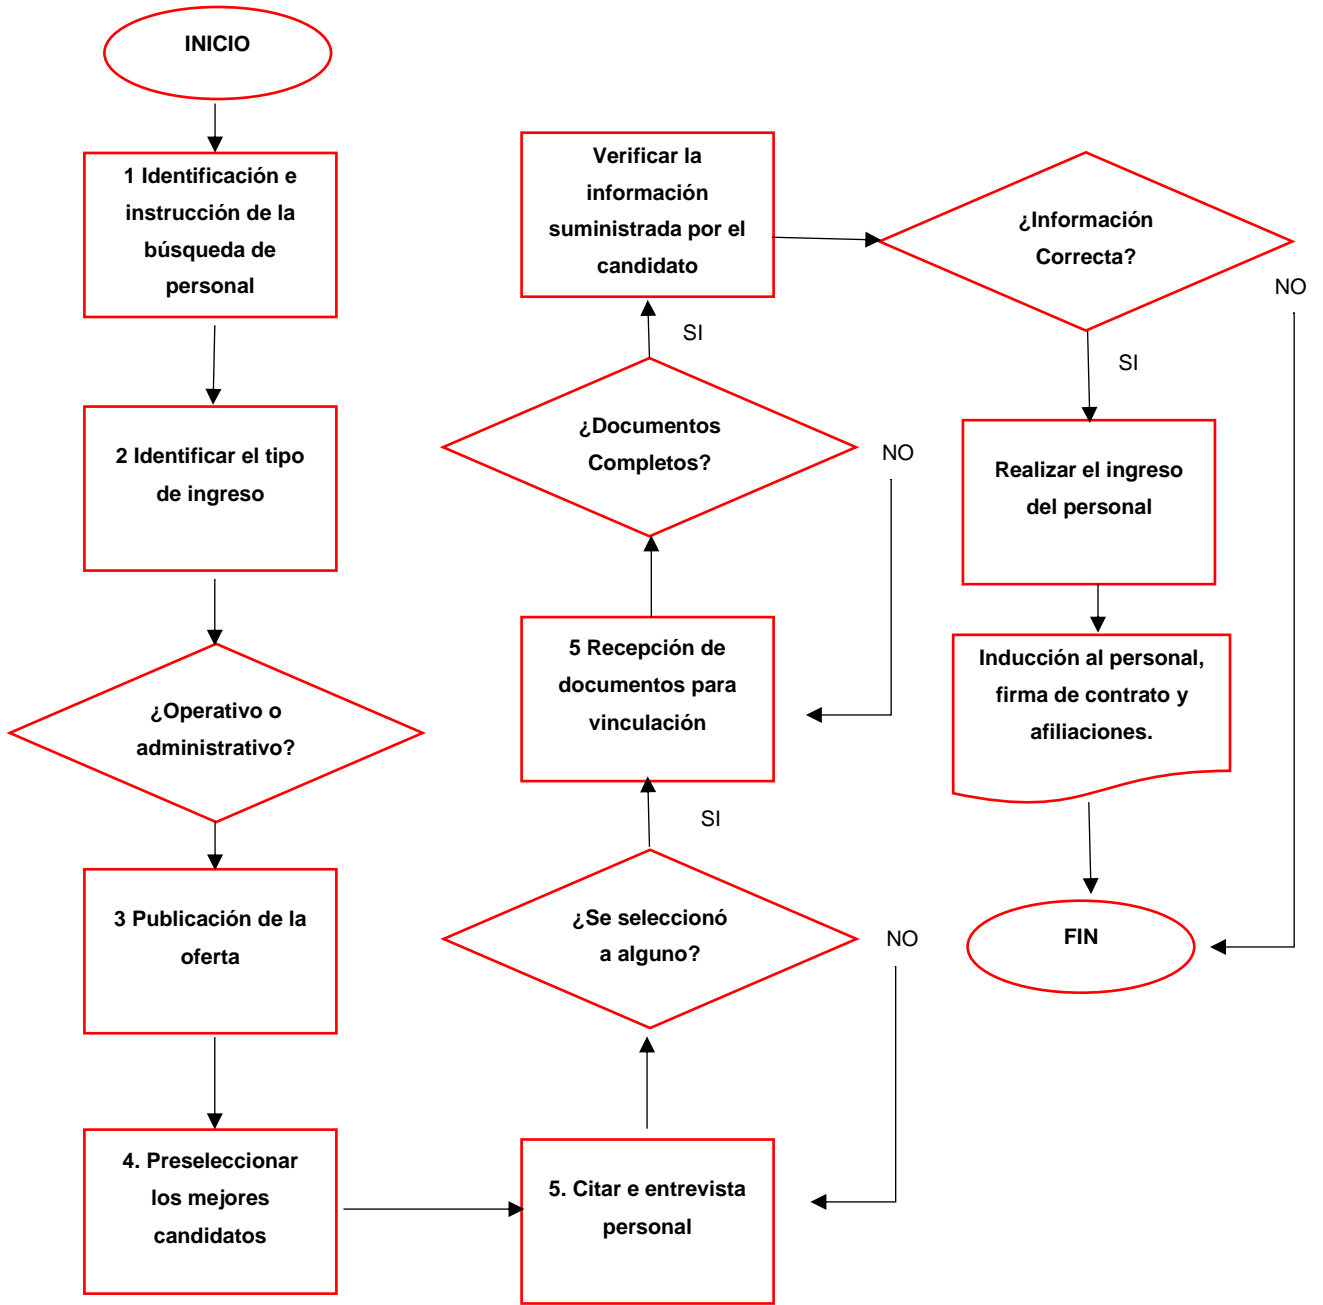 INICIO
1 Identificación e
instrucción de la
búsqueda de
personal
2 Identificar el tipo
de ingreso
¿Operativo o
administrativo?
3 Publicación de la
oferta
4. Preseleccionar
los mejores
candidatos
5. Citar e entrevista
personal
¿Se seleccionó
a alguno?
NO
SI
5 Recepción de
documentos para
vinculación
¿Documentos
Completos?
NO
SI
Verificar la
información
suministrada por el
candidato
¿Información
Correcta?
NO
SI
Realizar el ingreso
del personal
Inducción al personal,
firma de contrato y
afiliaciones.
FIN